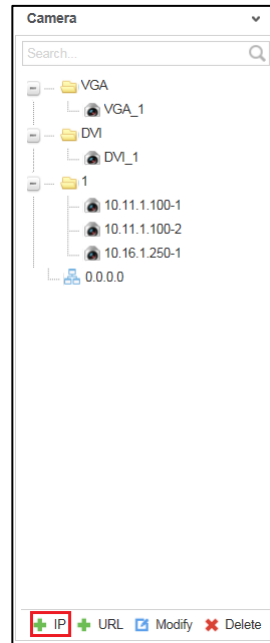 Camera
Search...
VGA
VGA_1
DVI
DVI_1
1
10.11.1.100-1
10.11.1.100-2
10.16.1.250-1
0.0.0.0
IP URL Modify Delete